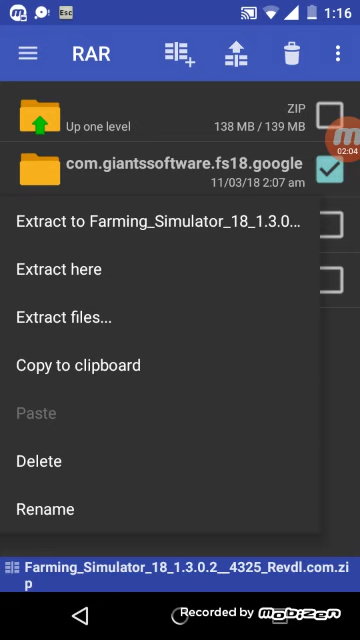 Esc
1:16
RAR
ZIP
Up one level
138 MB / 139 MB
02:04
com.giantssoftware.fs18.google
11/03/18 2:07 am
Extract to Farming_Simulator_18_1.3.0...
Extract here
Extract files...
Copy to clipboard
Paste
Delete
Rename
Farming_Simulator_18_1.3.0.2__4325_Revdl.com.zi
p
Recorded by mobizen